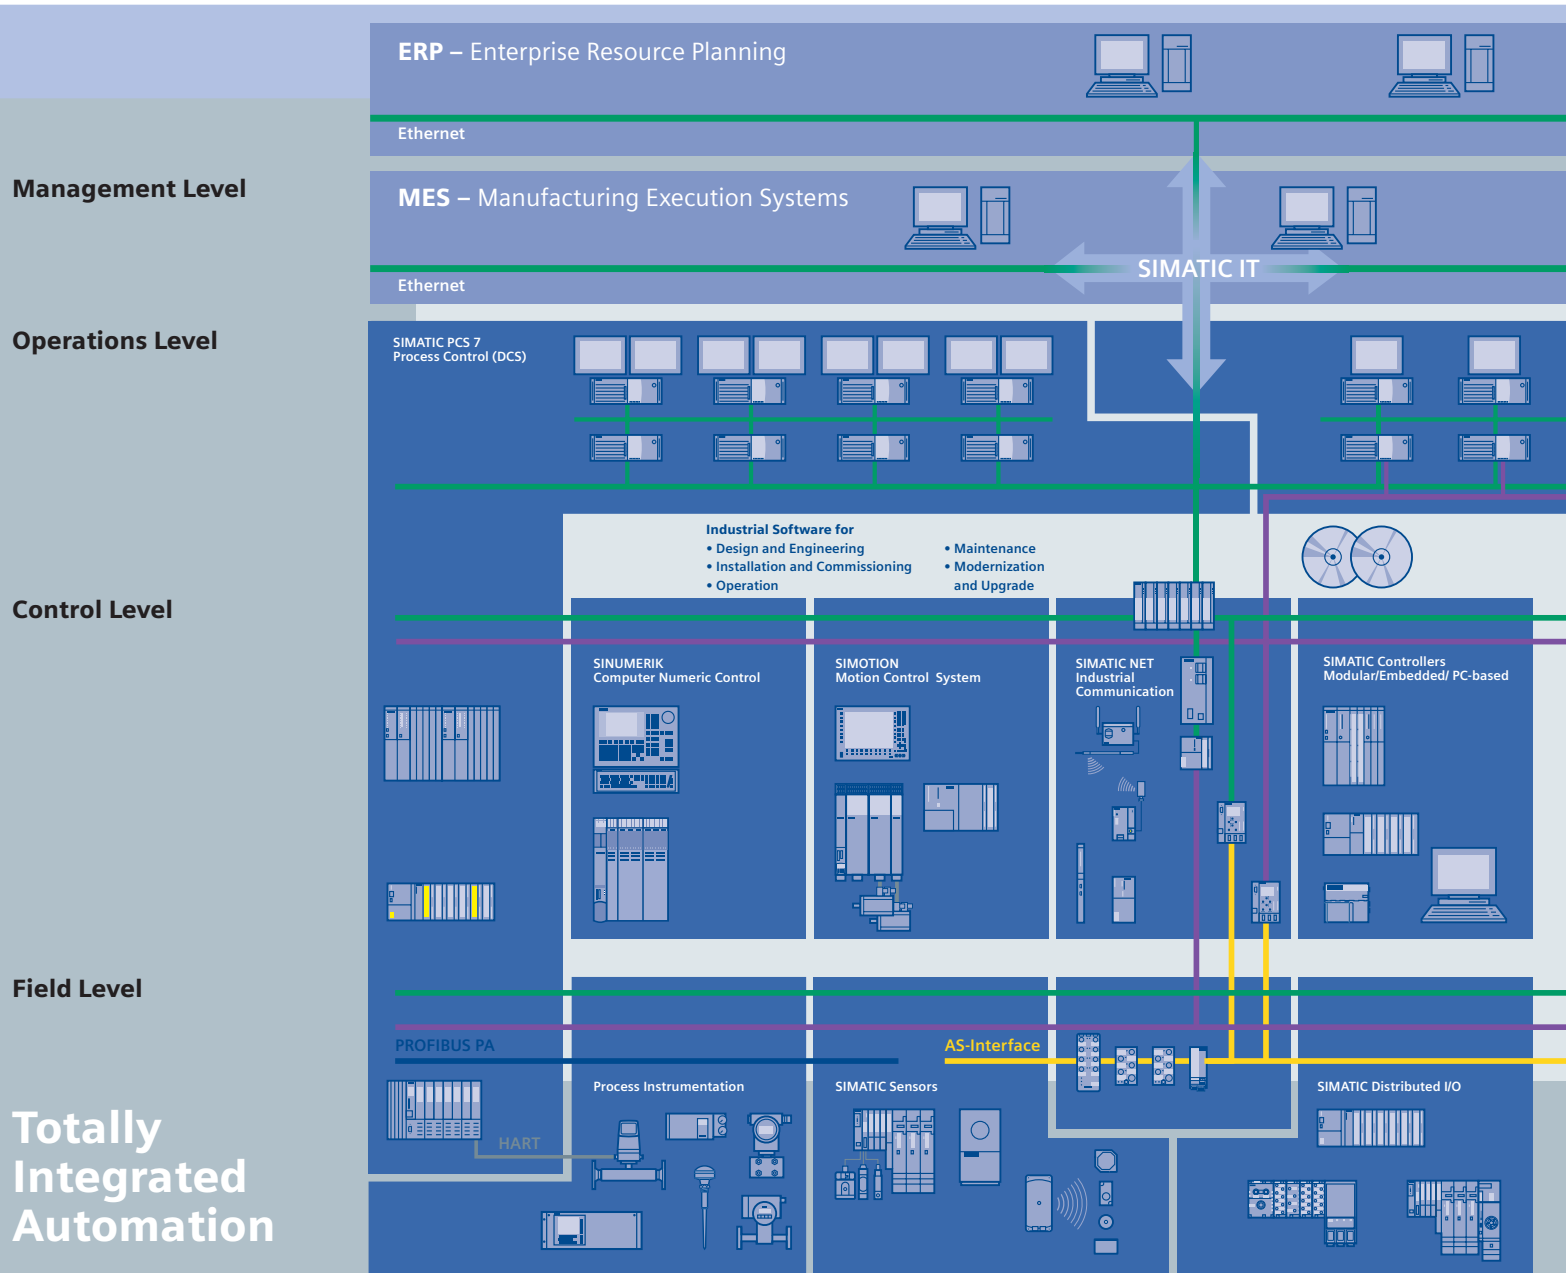 ERP – Enterprise Resource Planning
Ethernet
Management Level
MES – Manufacturing Execution Systems
SIMATIC IT
Ethernet
Operations Level
SIMATIC PCS 7
Process Control (DCS)
Industrial Software for
• Design and Engineering
• Installation and Commissioning
• Operation
• Maintenance
• Modernization
and Upgrade
Control Level
SINUMERIK
Computer Numeric Control
SIMOTION
Motion Control System
SIMATIC NET
Industrial
Communication
SIMATIC Controllers
Modular/Embedded/ PC-based
Field Level
PROFIBUS PA
AS-Interface
Process Instrumentation
SIMATIC Sensors
SIMATIC Distributed I/O
HART
Totally
Integrated
Automation